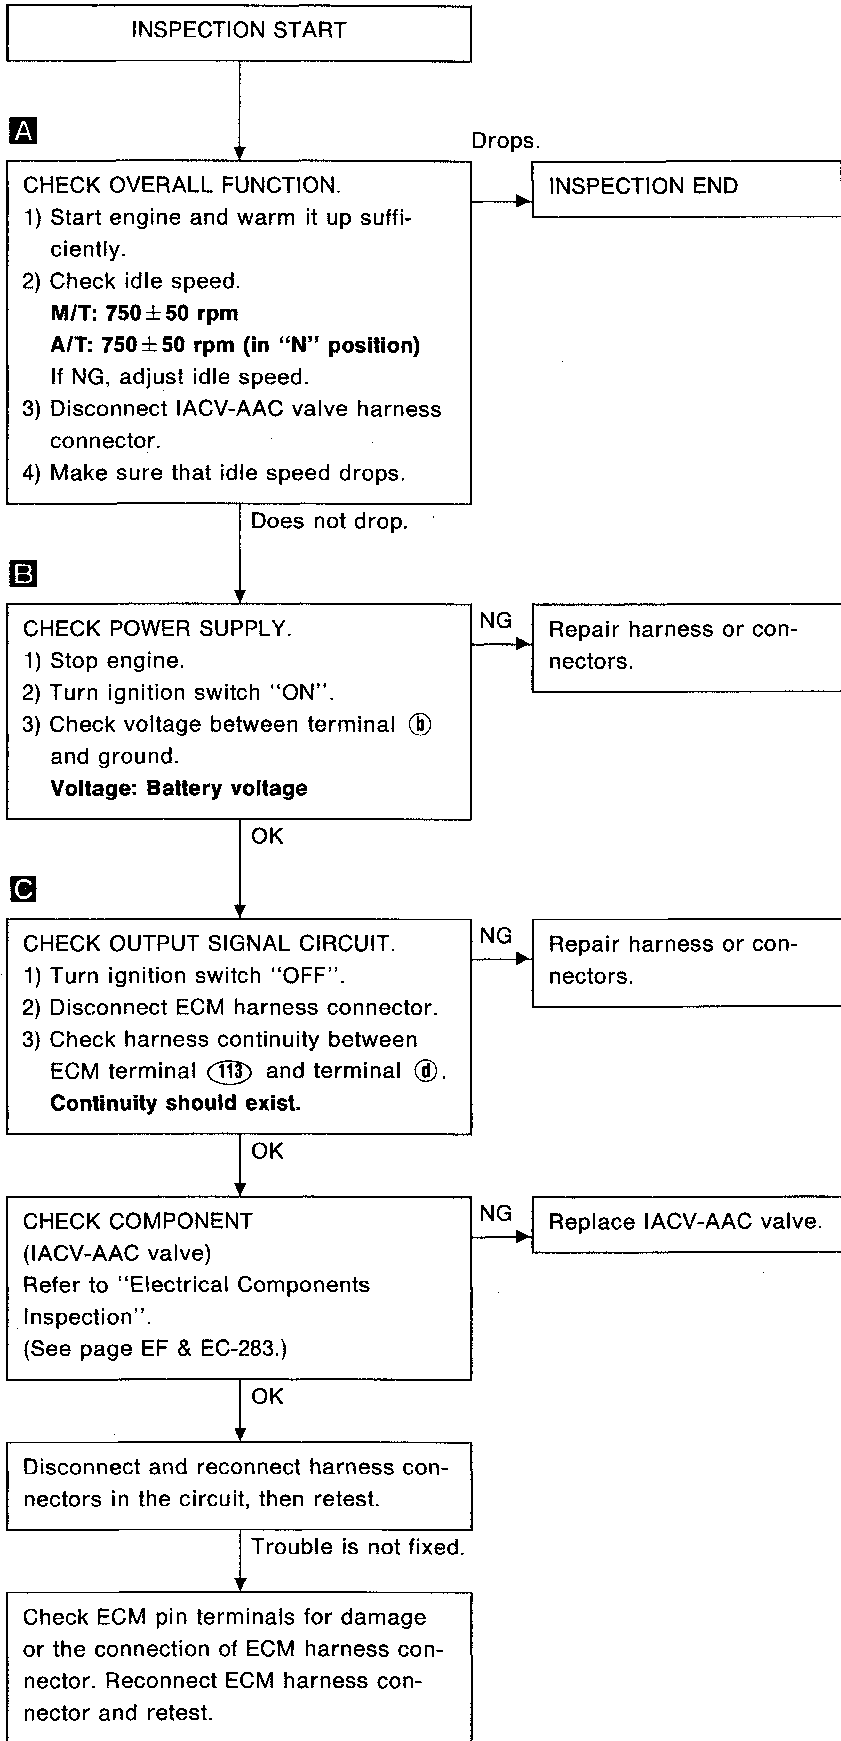 INSPECTION START
A
Drops.
CHECK OVERALL FUNCTION.
1) Start engine and warm it up suffi-
ciently.
2) Check idle speed.
M/T: 750±50 rpm
A/T: 750±50 rpm (in “N” position)
If NG, adjust idle speed.
3) Disconnect IACV-AAC valve harness
connector.
4) Make sure that idle speed drops.
INSPECTION END
Does not drop.
B
CHECK POWER SUPPLY.
1) Stop engine.
2) Turn ignition switch “ON”.
3) Check voltage between terminal ⓑ
and ground.
Voltage: Battery voltage
NG
Repair harness or con-
nectors.
OK
C
CHECK OUTPUT SIGNAL CIRCUIT.
1) Turn ignition switch “OFF”.
2) Disconnect ECM harness connector.
3) Check harness continuity between
ECM terminal (113) and terminal ⓓ.
Continuity should exist.
NG
Repair harness or con-
nectors.
OK
CHECK COMPONENT
(IACV-AAC valve)
Refer to “Electrical Components
Inspection”.
(See page EF & EC-283.)
NG
Replace IACV-AAC valve.
OK
Disconnect and reconnect harness con-
nectors in the circuit, then retest.
Trouble is not fixed.
Check ECM pin terminals for damage
or the connection of ECM harness con-
nector. Reconnect ECM harness con-
nector and retest.